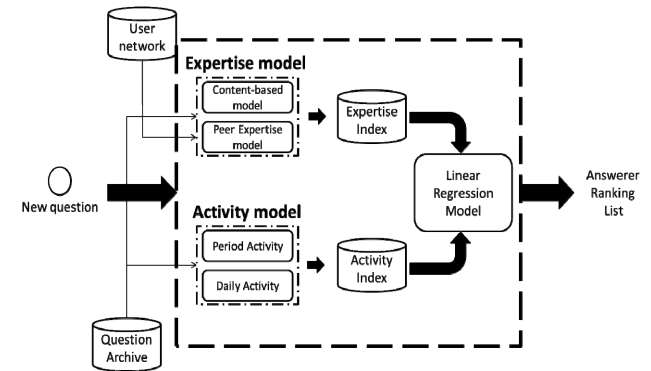 User
network
Expertise model
Content-based
model
Peer Expertise
model
Expertise
Index
New question
Linear
Regression
Model
Answerer
Ranking
List
Activity model
Period Activity
Daily Activity
Activity
Index
Question
Archive